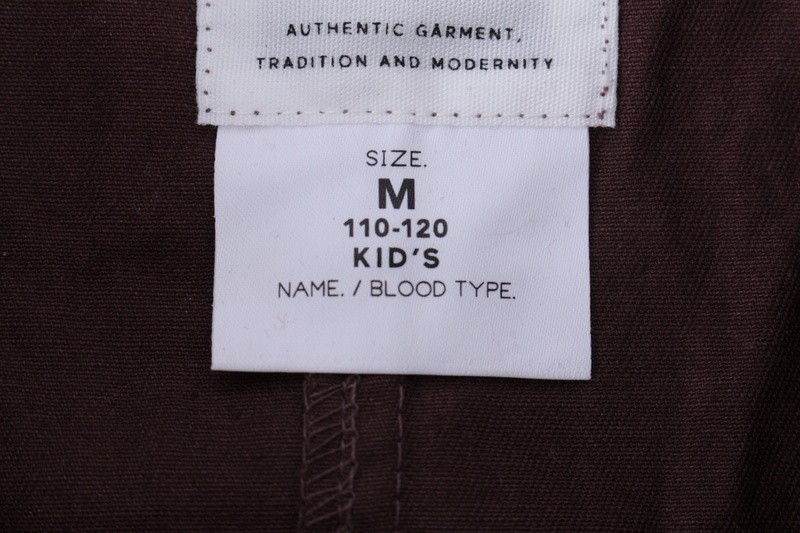 AUTHENTIC GARMENT,
TRADITION AND MODERNITY
SIZE.
M
110-120
KID'S
NAME. / BLOOD TYPE.